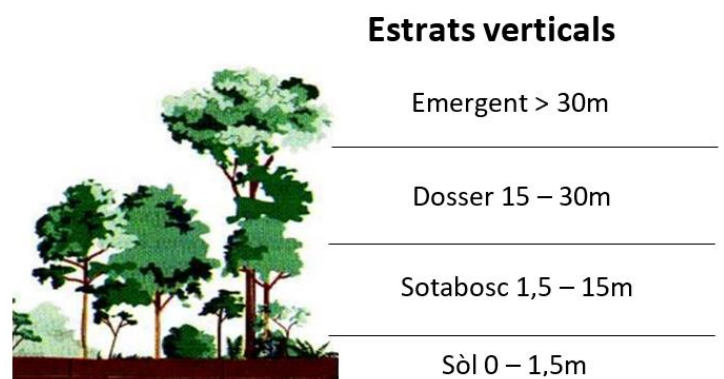 Estrats verticals
Emergent > 30m
Dosser 15 – 30m
Sotabosc 1,5 – 15m
Sòl 0 – 1,5m